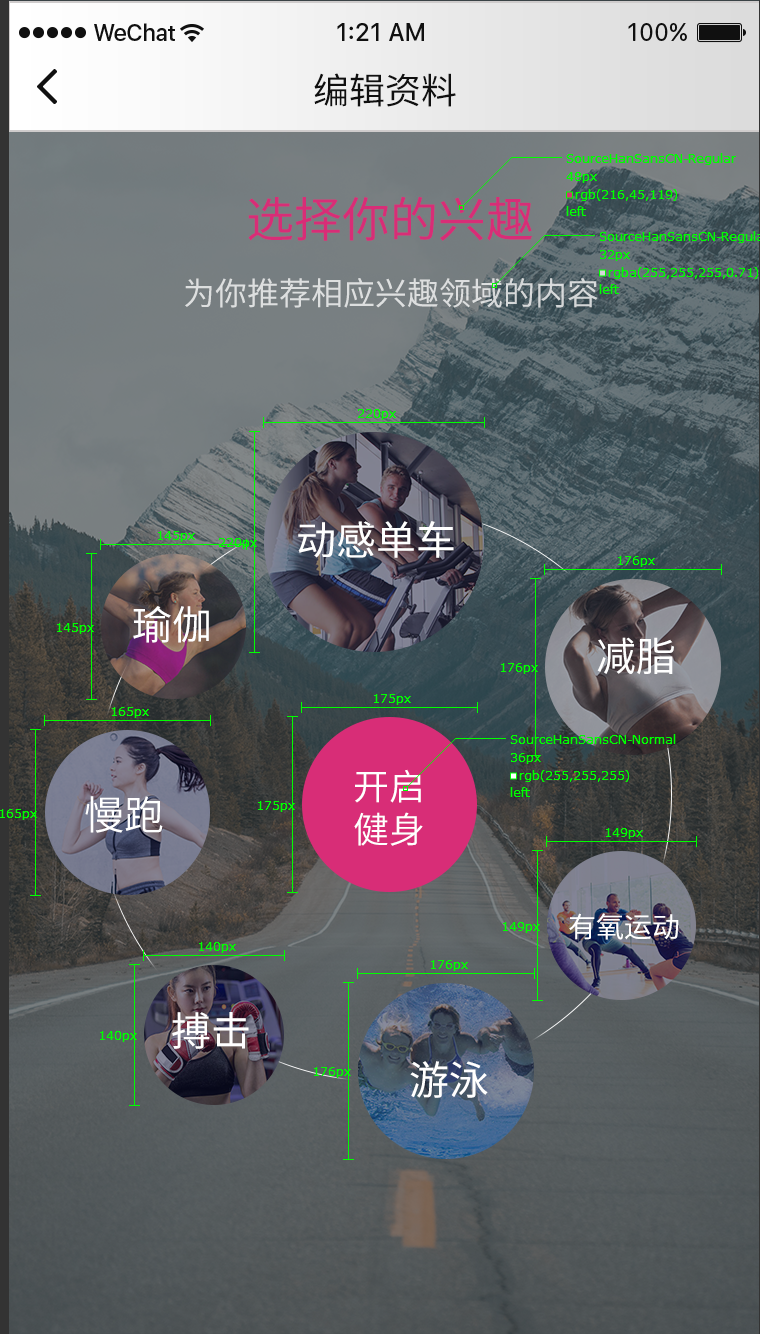 WeChat 1:21 AM 100%
编辑资料
SourceHanSansCN-Regular
48px
rgb(216,45,119)
left
选择你的兴趣
SourceHanSansCN-Regula
32px
rgba(255,255,255,0.71)
left
为你推荐相应兴趣领域的内容
220px
220px
动感单车
145px
145px
瑜伽
176px
176px
减脂
165px
165px
慢跑
175px
175px
开启
健身
SourceHanSansCN-Normal
36px
rgb(255,255,255)
left
149px
149px
有氧运动
140px
140px
搏击
176px
176px
游泳